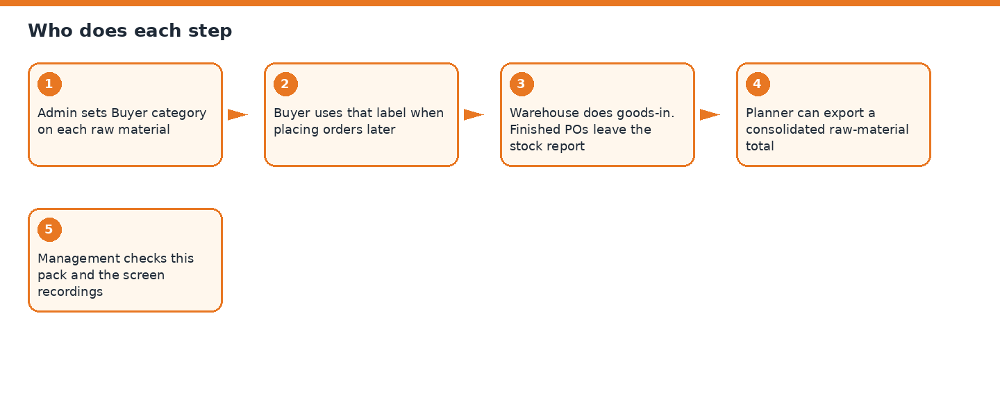 Who does each step
1
Admin sets Buyer category
on each raw material
2
Buyer uses that label when
placing orders later
3
Warehouse does goods-in.
Finished POs leave the
stock report
4
Planner can export a
consolidated raw-material
total
5
Management checks this
pack and the screen
recordings